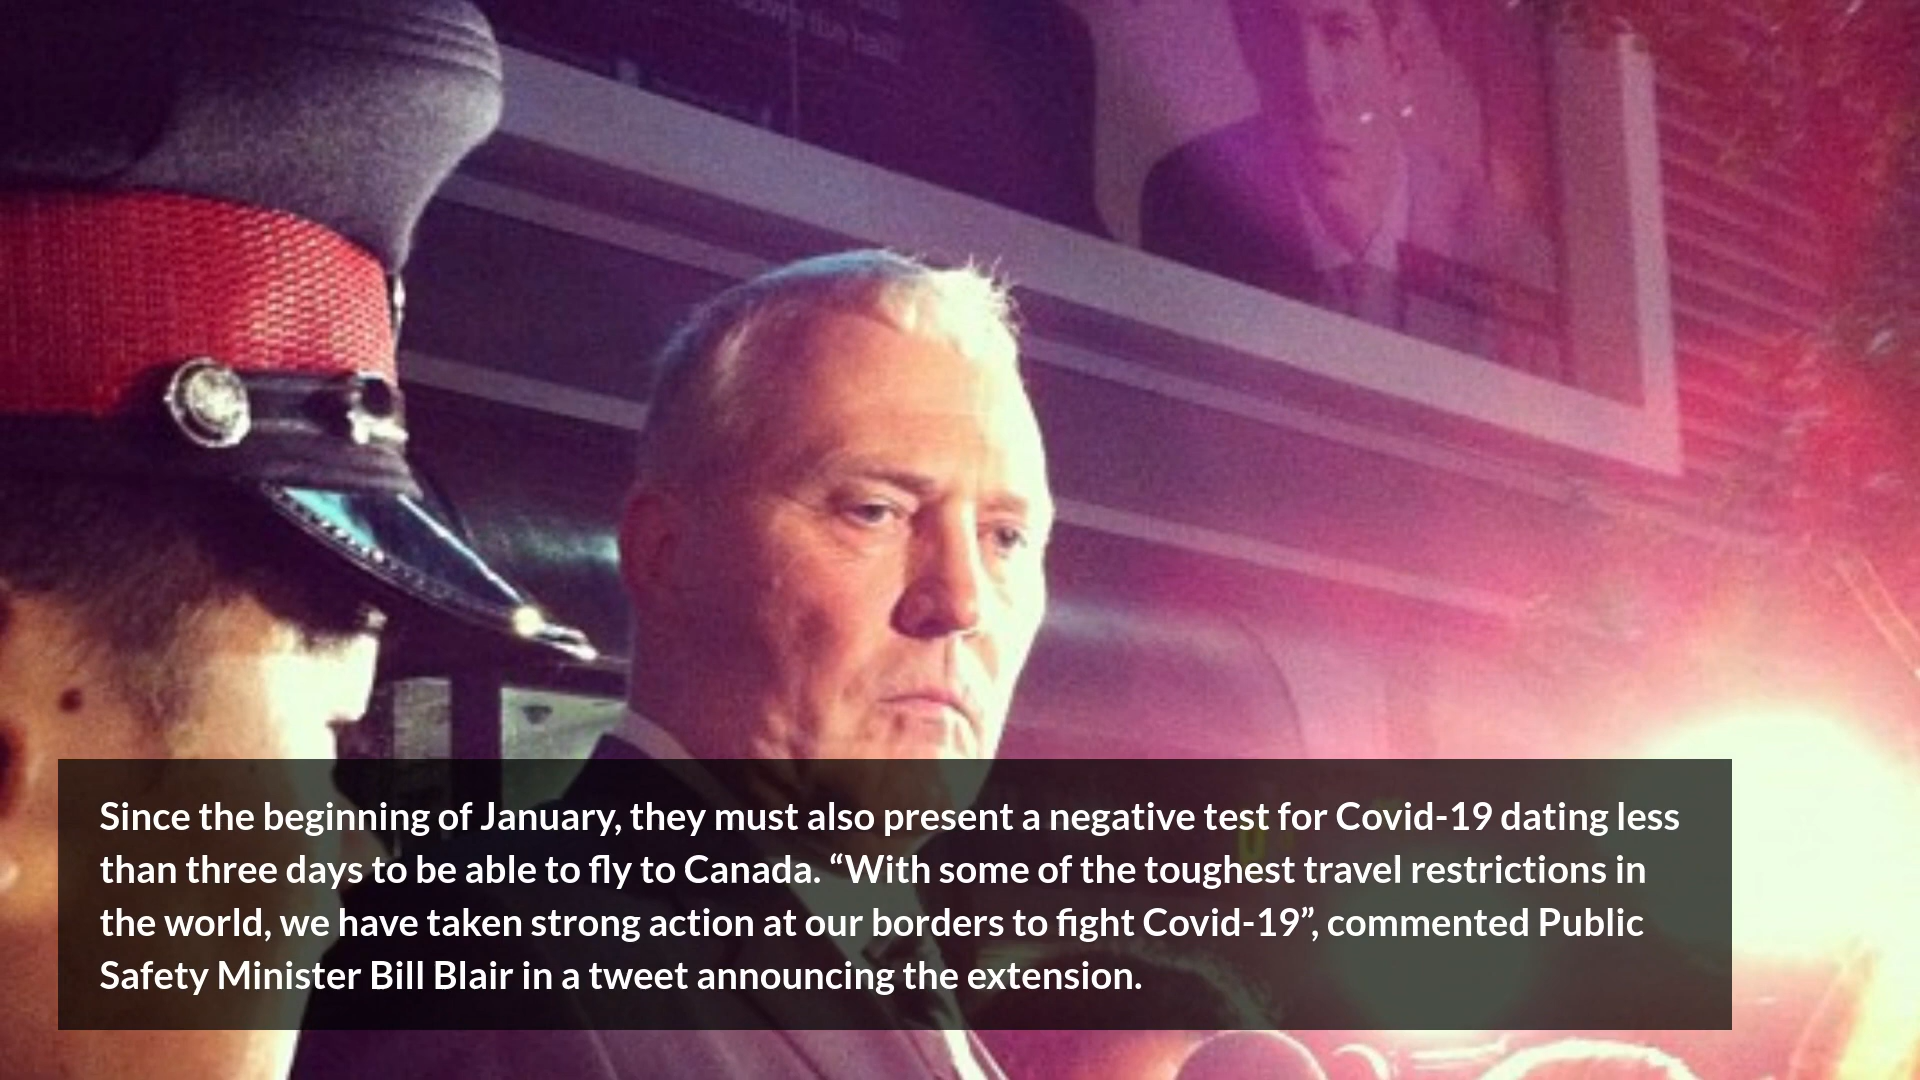 Since the beginning of January, they must also present a negative test for Covid-19 dating less
than three days to be able to fly to Canada. “With some of the toughest travel restrictions in
the world, we have taken strong action at our borders to fight Covid-19”, commented Public
Safety Minister Bill Blair in a tweet announcing the extension.